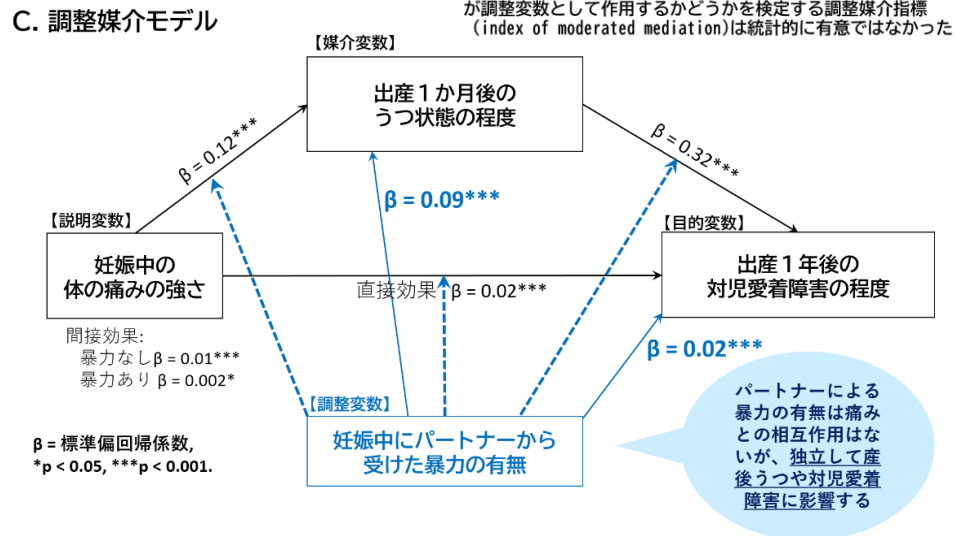 C. 調整媒介モデル
が調整変数として作用するかどうかを検定する調整媒介指標
(index of moderated mediation)は統計的に有意ではなかった
【媒介変数】
出産１か月後の
うつ状態の程度
β = 0.12***
β = 0.32***
β = 0.09***
【説明変数】
妊娠中の
体の痛みの強さ
【目的変数】
出産１年後の
対児愛着障害の程度
直接効果 β = 0.02***
間接効果:
暴力なしβ = 0.01***
暴力あり β = 0.002*
β = 0.02***
【調整変数】
妊娠中にパートナーから
受けた暴力の有無
β = 標準偏回帰係数,
*p < 0.05, ***p < 0.001.
パートナーによる
暴力の有無は痛み
との相互作用はな
いが、独立して産
後うつや対児愛着
障害に影響する